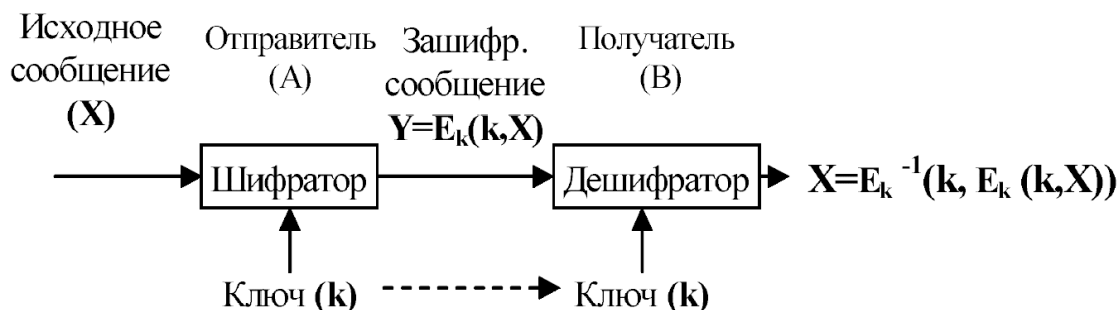 Исходное
сообщение
(X)
Отправитель
(A)
Зашифр.
сообщение
Y=Eₖ(k,X)
Получатель
(B)
Шифратор
Дешифратор
X=Eₖ ⁻¹(k, Eₖ (k,X))
Ключ (k)
Ключ (k)